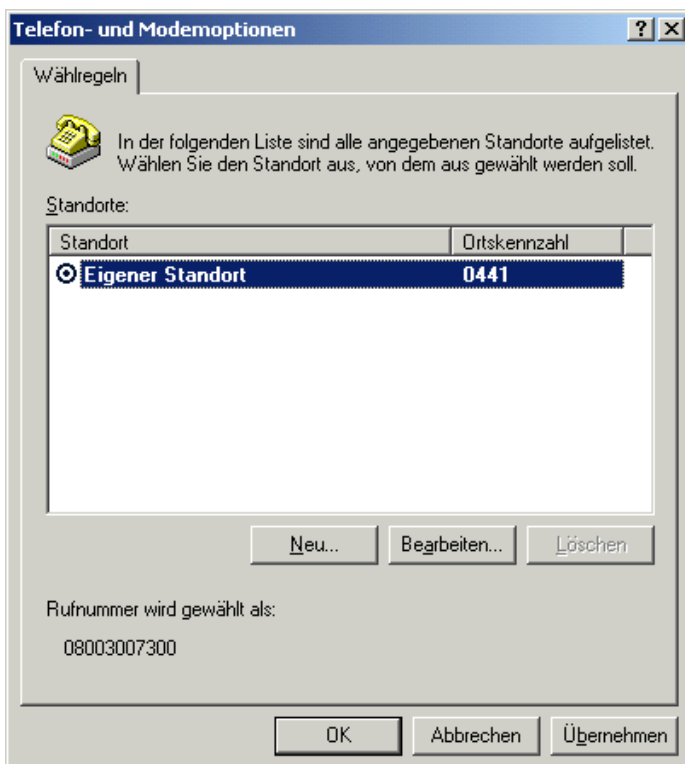 Telefon- und Modemoptionen
Wählregeln
In der folgenden Liste sind alle angegebenen Standorte aufgelistet.
Wählen Sie den Standort aus, von dem aus gewählt werden soll.
Standorte:
Standort Ortskennzahl
Eigener Standort 0441
Neu... Bearbeiten... Löschen
Rufnummer wird gewählt als:
08003007300
OK Abbrechen Übernehmen